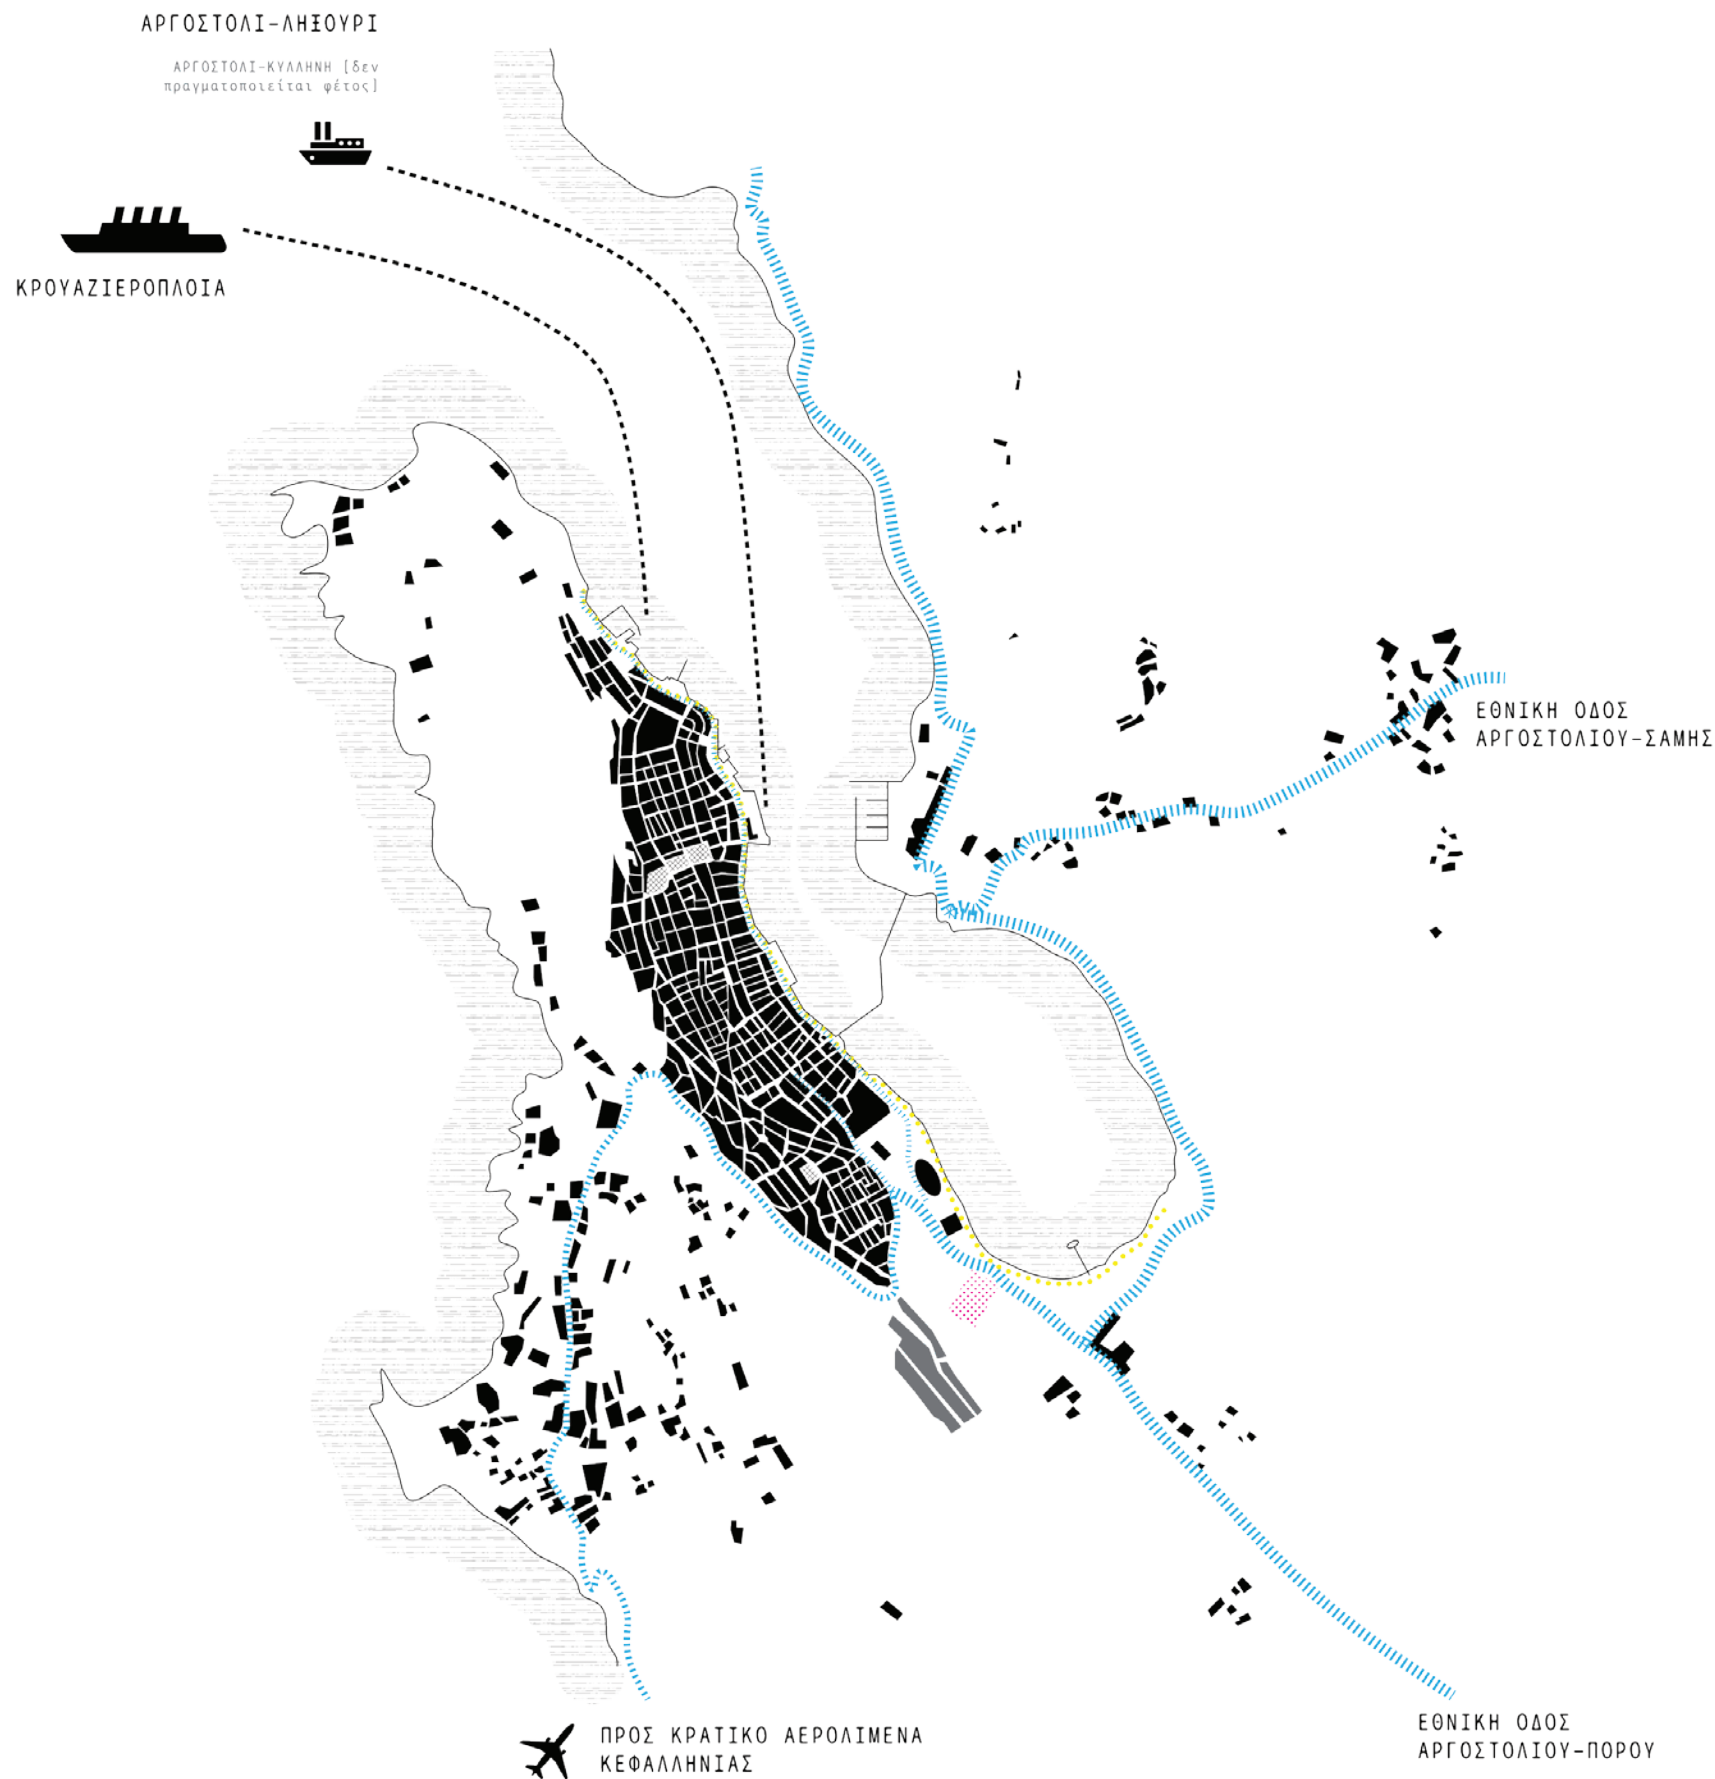 ΑΡΓΟΣΤΟΛΙ-ΛΗΞΟΥΡΙ
ΑΡΓΟΣΤΟΛΙ-ΚΥΛΛΗΝΗ [δεν
πραγματοποιείται φέτος]
ΚΡΟΥΑΖΙΕΡΟΠΛΟΙΑ
ΕΘΝΙΚΗ ΟΔΟΣ
ΑΡΓΟΣΤΟΛΙΟΥ-ΣΑΜΗΣ
ΠΡΟΣ ΚΡΑΤΙΚΟ ΑΕΡΟΛΙΜΕΝΑ
ΚΕΦΑΛΛΗΝΙΑΣ
ΕΘΝΙΚΗ ΟΔΟΣ
ΑΡΓΟΣΤΟΛΙΟΥ-ΠΟΡΟΥ